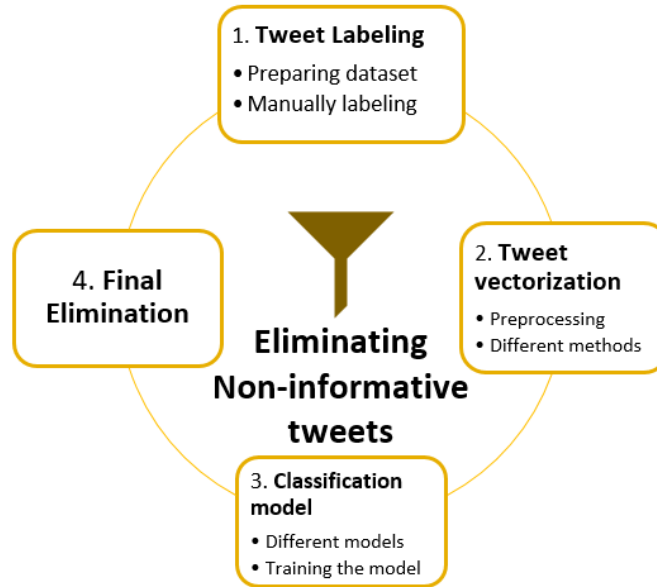 1. Tweet Labeling
• Preparing dataset
• Manually labeling
2. Tweet
vectorization
• Preprocessing
• Different methods
3. Classification
model
• Different models
• Training the model
4. Final
Elimination
Eliminating
Non-informative
tweets